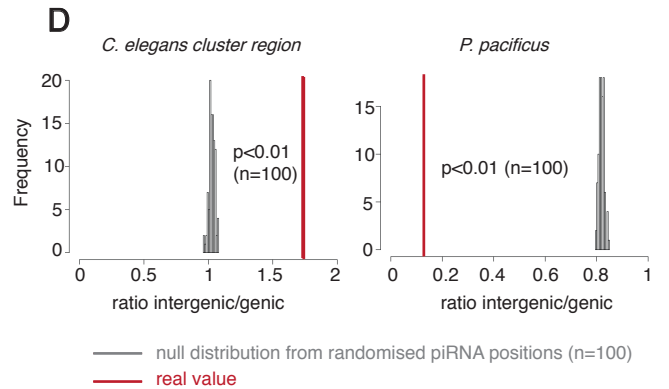 D
C. elegans cluster region
P. pacificus
Frequency
20
15
10
5
0
p<0.01
(n=100)
0 0.5 1 1.5 2
ratio intergenic/genic
15
10
5
0
p<0.01 (n=100)
0 0.2 0.4 0.6 0.8 1
ratio intergenic/genic
null distribution from randomised piRNA positions (n=100)
real value